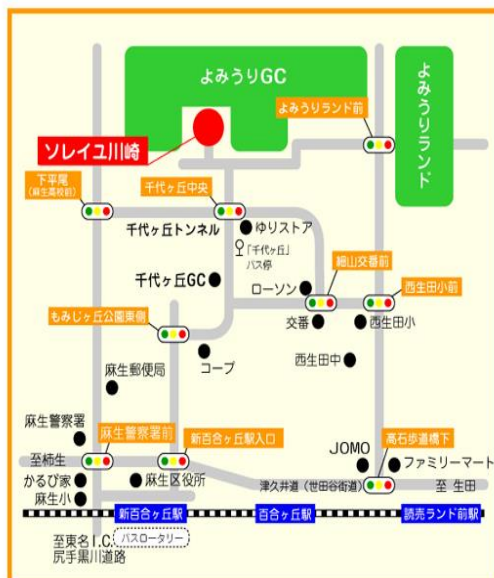 よみうりGC
よみうりランド
よみうりランド前
ソレイユ川崎
下平尾
(麻生高校前)
千代ヶ丘中央
千代ヶ丘トンネル
ゆりストア
「千代ヶ丘」
バス停
細山交番前
千代ヶ丘GC
ローソン
西生田小前
もみじヶ丘公園東側
交番
西生田小
コープ
西生田中
麻生郵便局
麻生警察署
麻生警察署前
新百合ヶ丘駅入口
高石歩道橋下
JOMO
至柿生
ファミリーマート
かるび家
麻生区役所
津久井道(世田谷街道)
至 生田
麻生小
新百合ヶ丘駅
百合ヶ丘駅
読売ランド前駅
至東名I.C.
バスロータリー
尻手黒川道路